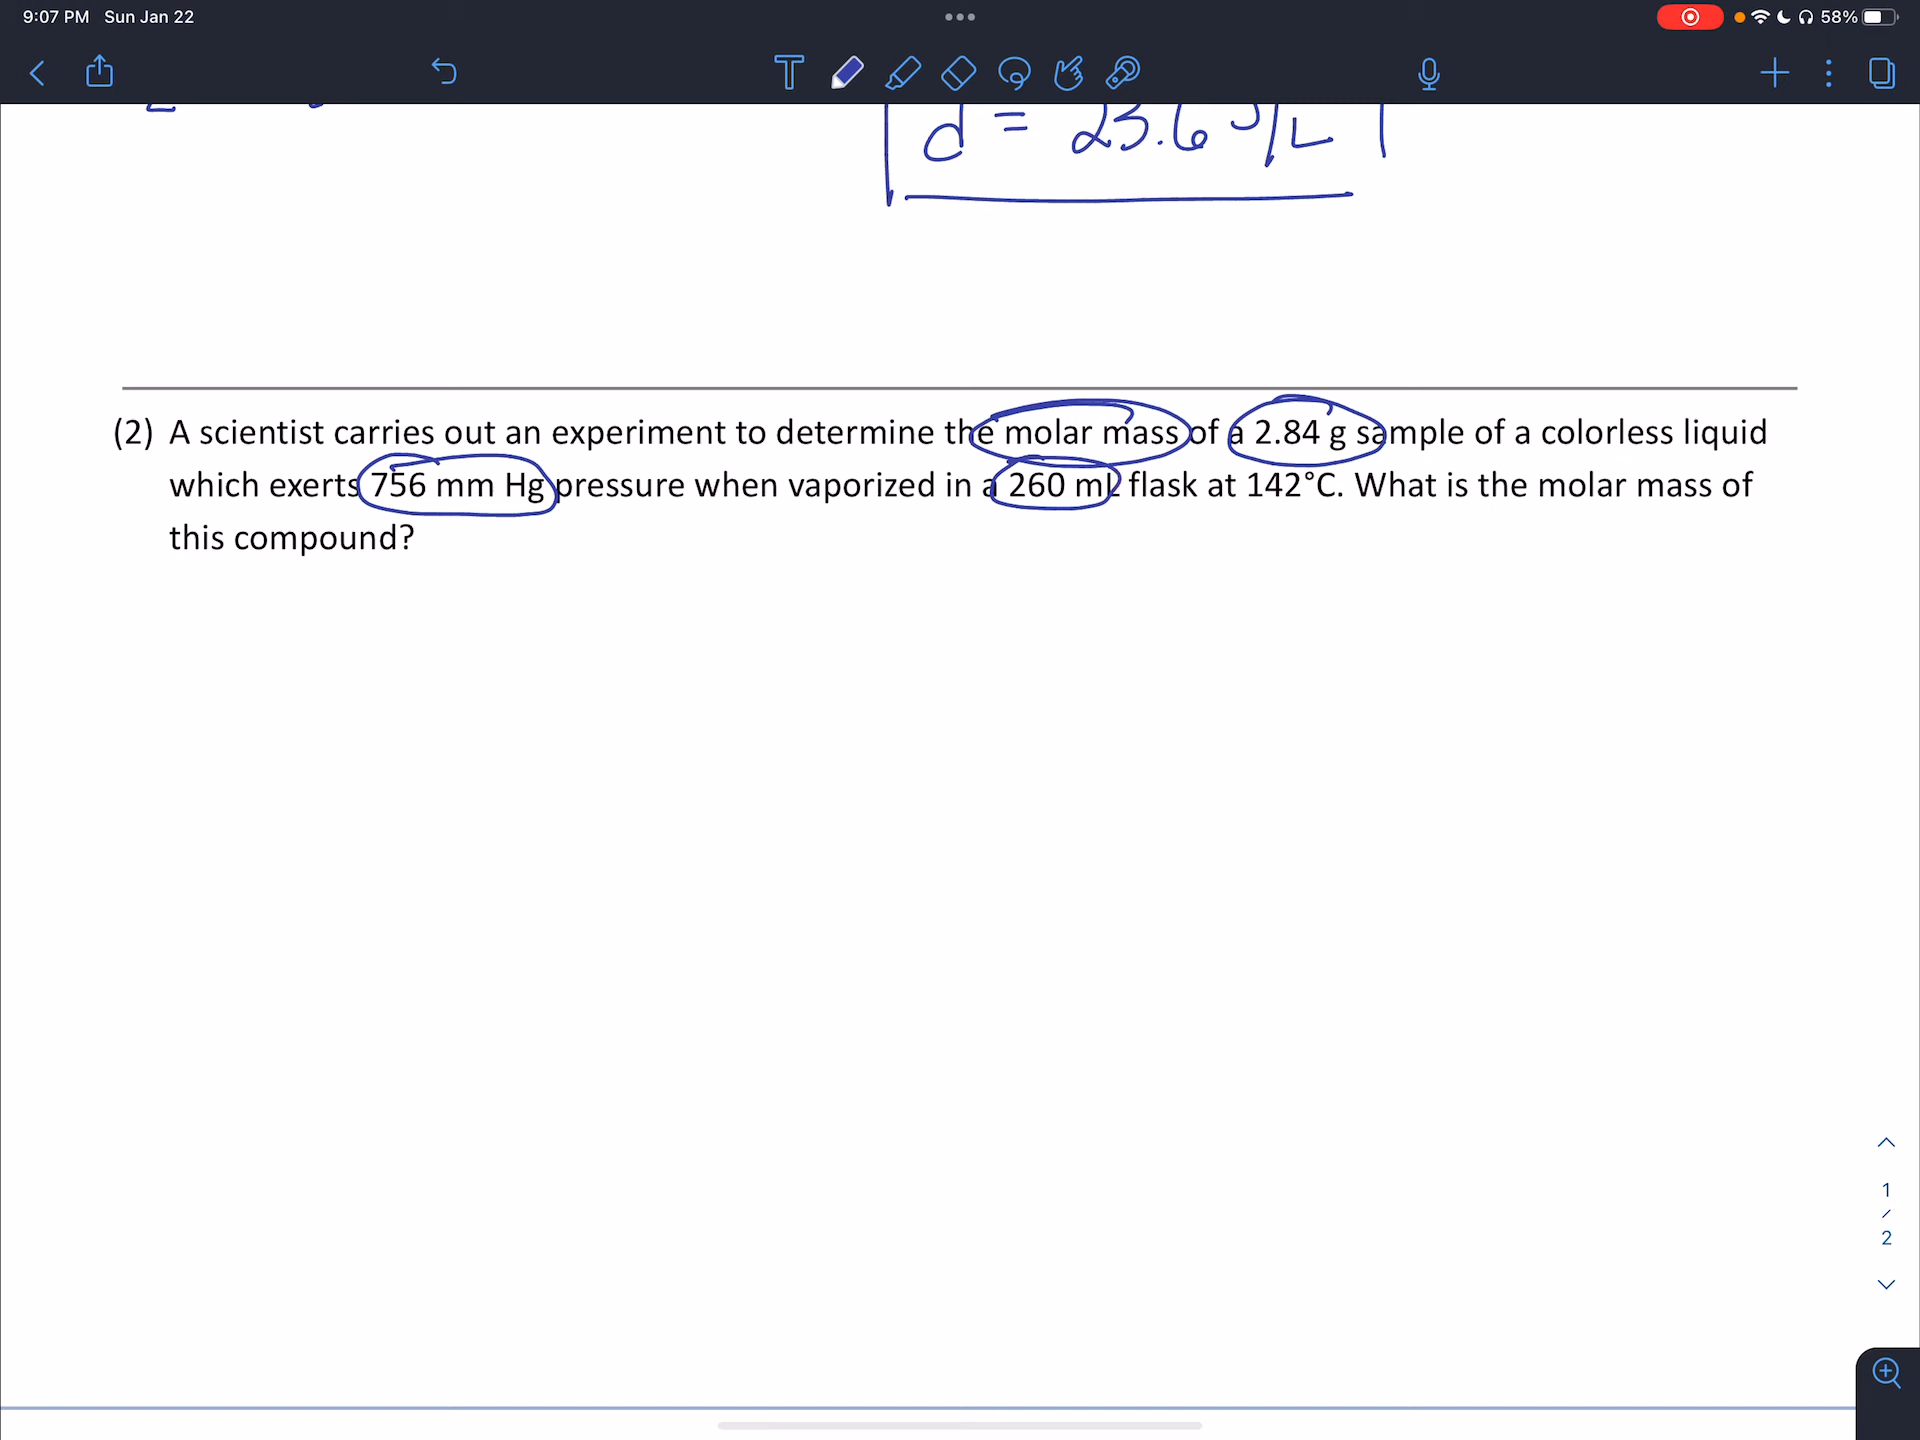 9:07 PM Sun Jan 22
58%
T
d = 23.6 g/L
(2) A scientist carries out an experiment to determine the molar mass of a 2.84 g sample of a colorless liquid
which exerts 756 mm Hg pressure when vaporized in a 260 mL flask at 142°C. What is the molar mass of
this compound?
1
/
2